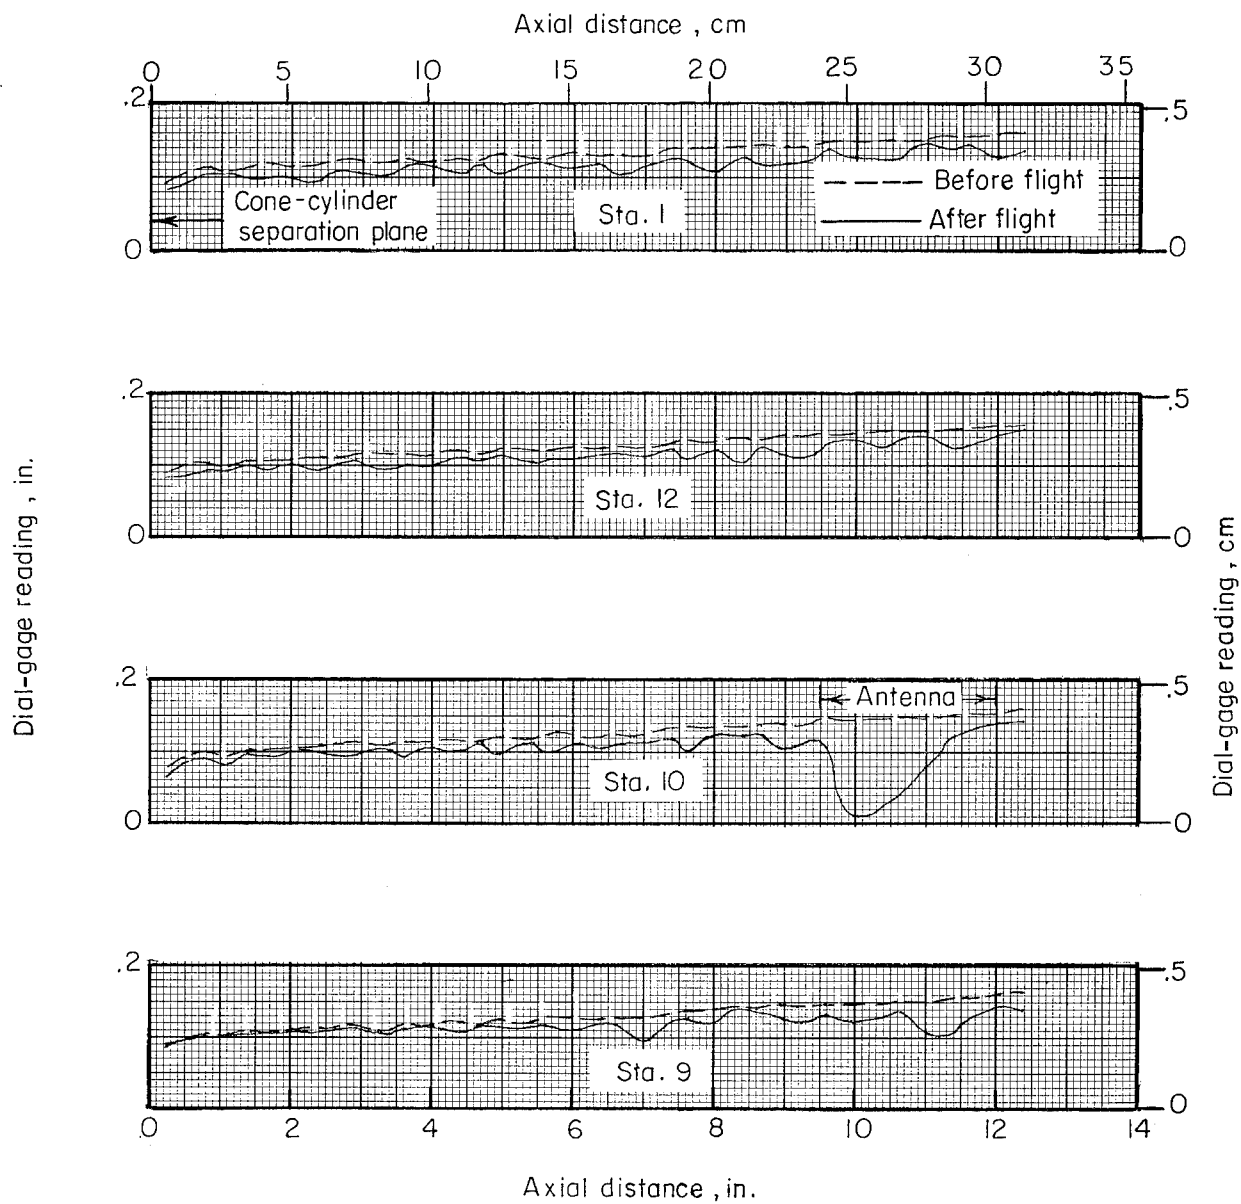 Axial distance , cm
0 5 10 15 20 25 30 35
.2 .5
Before flight
Cone-cylinder
Sta. 1
After flight
separation plane
0 0
.2 .5
Sta. 12
0 0
Dial-gage reading , in.
Dial-gage reading , cm
.2 .5
Antenna
Sta. 10
0 0
.2 .5
Sta. 9
0
0 2 4 6 8 10 12 14
Axial distance , in.